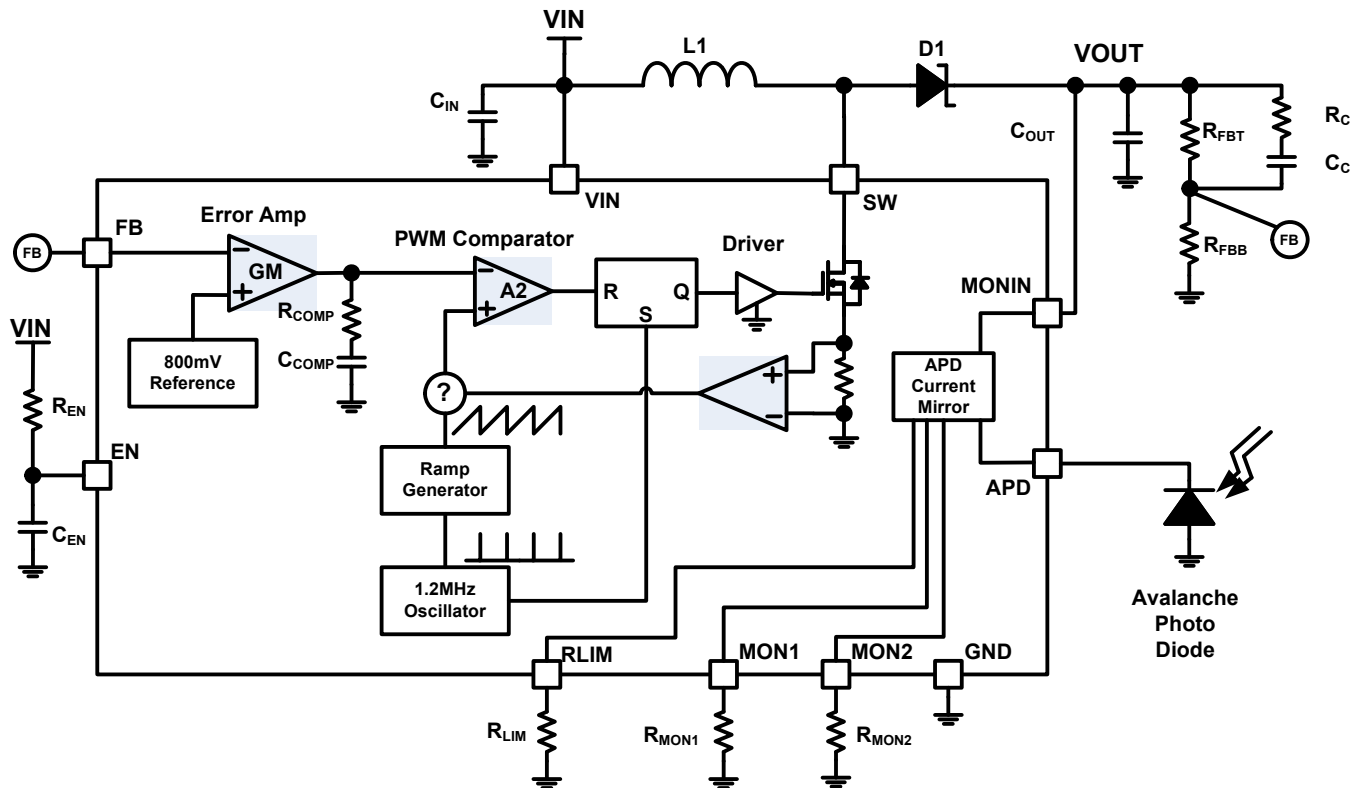 VIN
L1
D1
VOUT
CIN
COUT
RFBT
RC
CC
VIN
SW
RFBB
FB
FB
FB
Error Amp
GM
−
+
PWM Comparator
−
+
A2
R
S
Q
Driver
RCOMP
CCOMP
800mV
Reference
VIN
REN
EN
CEN
?
+
−
Ramp
Generator
1.2MHz
Oscillator
MONIN
APD
Current
Mirror
APD
Avalanche
Photo
Diode
RLIM
MON1
MON2
GND
RLIM
RMON1
RMON2